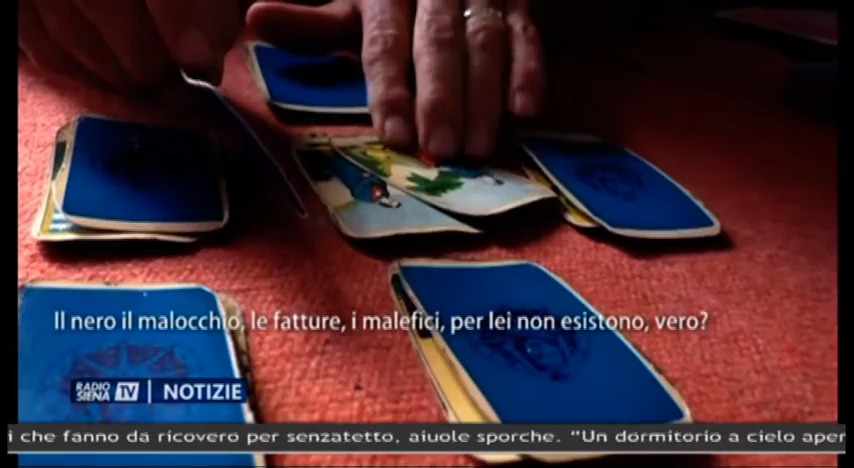 Il nero il malocchio, le fatture, i malefici, per lei non esistono, vero?
RADIO SIENA TV | NOTIZIE
i che fanno da ricovero per senzatetto, aiuole sporche. “Un dormitorio a cielo aper